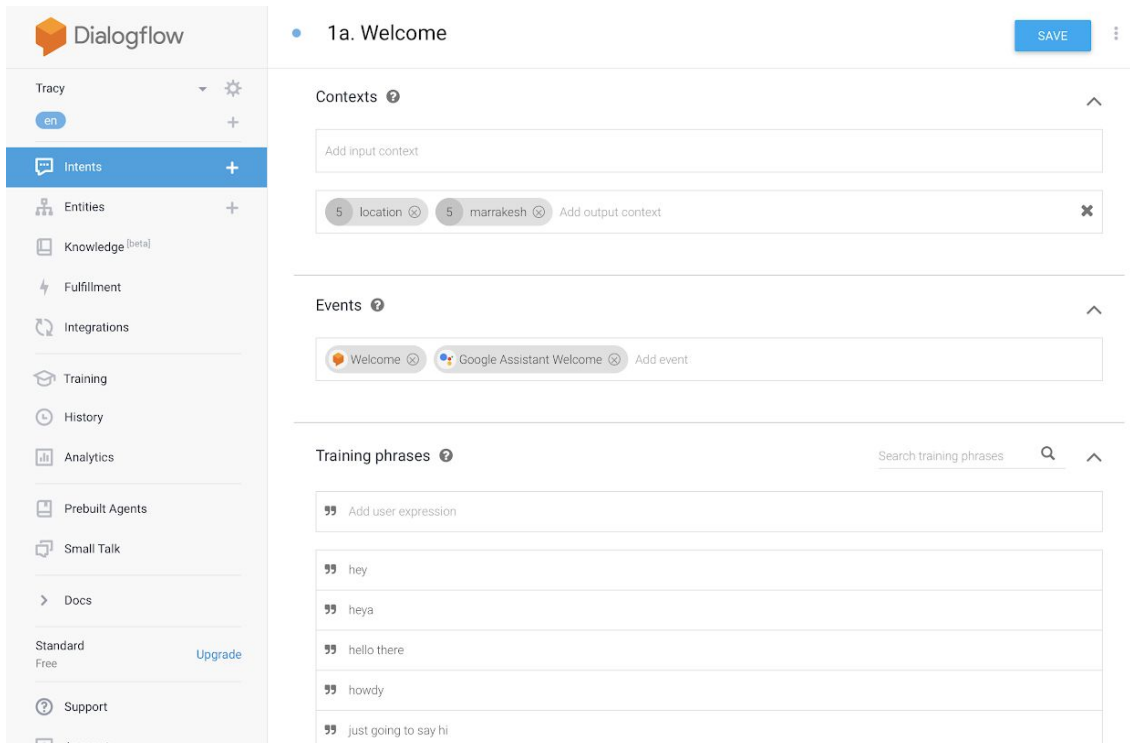 Dialogflow
1a. Welcome
SAVE
Tracy
en
Intents
Entities
Knowledge [beta]
Fulfillment
Integrations
Training
History
Analytics
Prebuilt Agents
Small Talk
Docs
Standard
Free
Upgrade
Support
Contexts
Add input context
5 location 5 marrakesh Add output context
Events
Welcome Google Assistant Welcome Add event
Training phrases Search training phrases
Add user expression
hey
heya
hello there
howdy
just going to say hi